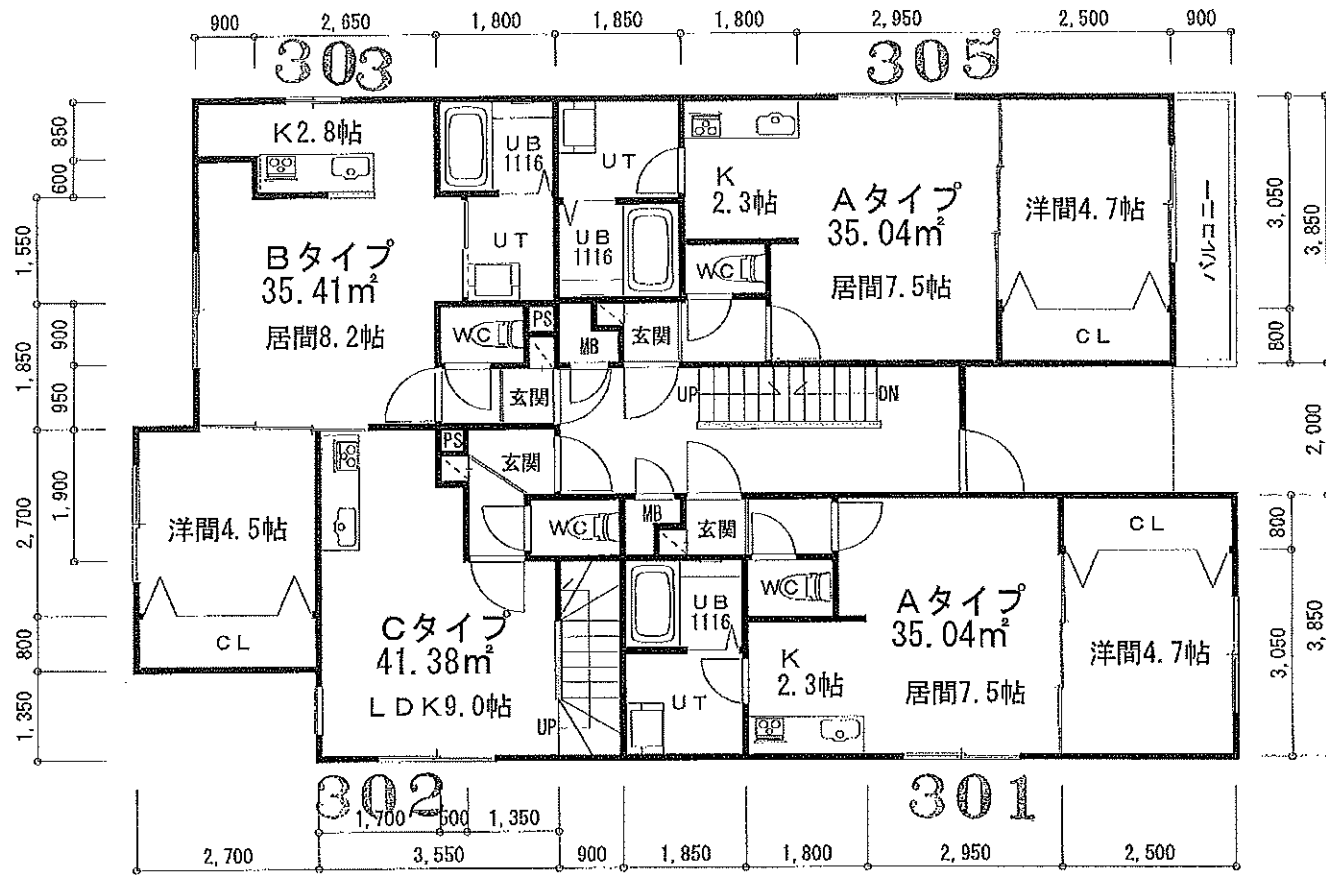 900 2,650 1,800 1,850 1,800 2,950 2,500 900
303 305
850
600
1,550
900
1,850
950
2,700
1,900
800
1,350
K2.8帖
UB
1116
UT
Bタイプ
35.41㎡
居間8.2帖
UT
WC
PS
玄関
UB
1116
MB
玄関
K
2.3帖
WC
Aタイプ
35.04㎡
居間7.5帖
洋間4.7帖
CL
バルコニー
3,050
3,850
800
2,000
UP DN
洋間4.5帖
CL
PS
玄関
WC
Cタイプ
41.38㎡
LDK9.0帖
UP
MB
玄関
UB
1116
UT
WC
K
2.3帖
Aタイプ
35.04㎡
居間7.5帖
CL
洋間4.7帖
800
3,050
3,850
302 301
1,700 500 1,350
2,700 3,550 900 1,850 1,800 2,950 2,500